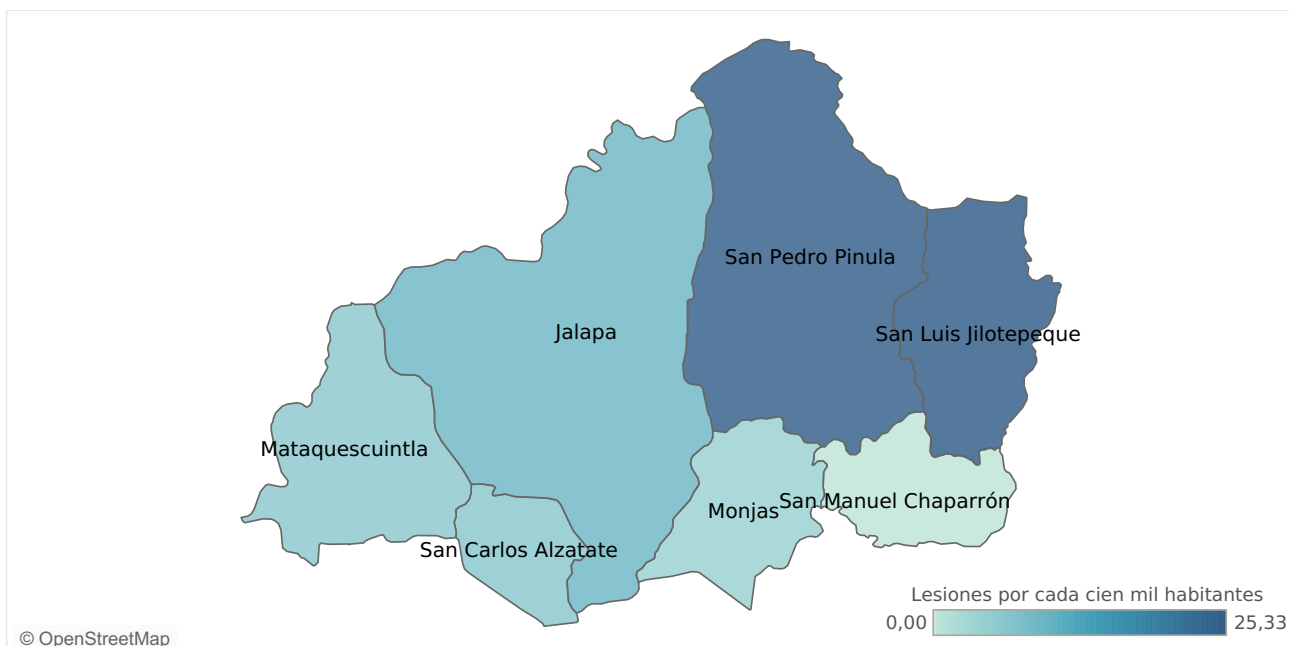 San Pedro Pinula
Jalapa
San Luis Jilotepeque
Mataquescuintla
San Manuel Chaparrón
Monjas
San Carlos Alzatate
Lesiones por cada cien mil habitantes
0,00 25,33
© OpenStreetMap